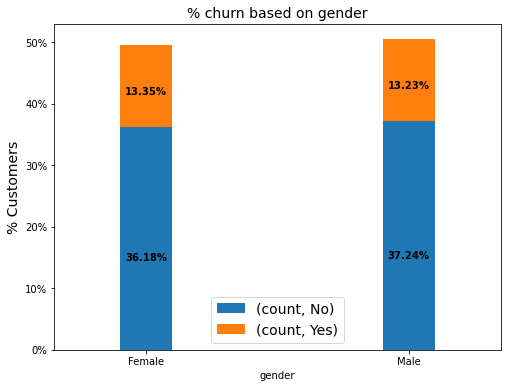 % churn based on gender
50%
40%
30%
20%
10%
0%
% Customers
13.35%
13.23%
36.18%
37.24%
(count, No)
(count, Yes)
Female
Male
gender